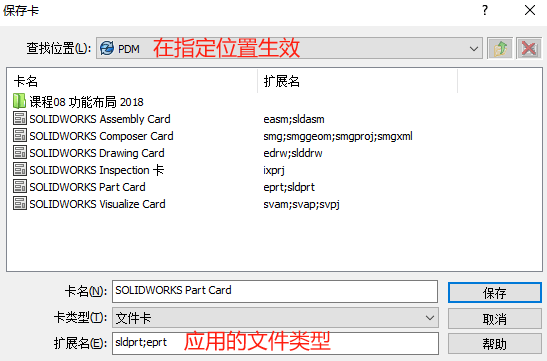 保存卡
查找位置(L): PDM 在指定位置生效
卡名 扩展名
课程08 功能布局 2018
SOLIDWORKS Assembly Card easm;sldasm
SOLIDWORKS Composer Card smg;smggeom;smgproj;smgxml
SOLIDWORKS Drawing Card edrw;slddrw
SOLIDWORKS Inspection 卡 ixprj
SOLIDWORKS Part Card eprt;sldprt
SOLIDWORKS Visualize Card svam;svap;svpj
卡名(N): SOLIDWORKS Part Card 保存
卡类型(T): 文件卡 取消
扩展名(E): sldprt;eprt 应用的文件类型 帮助